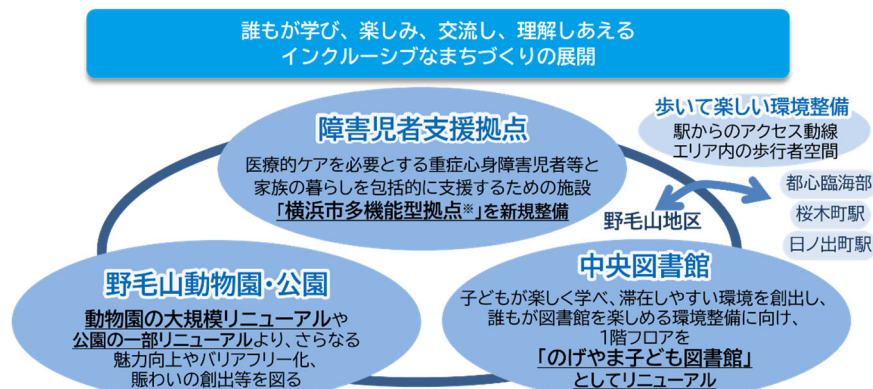 誰もが学び、楽しみ、交流し、理解しあえる
インクルーシブなまちづくりの展開
障害児者支援拠点
医療的ケアを必要とする重症心身障害児者等と
家族の暮らしを包括的に支援するための施設
「横浜市多機能型拠点※」を新規整備
歩いて楽しい環境整備
駅からのアクセス動線
エリア内の歩行者空間
野毛山地区
都心臨海部
桜木町駅
日ノ出町駅
野毛山動物園・公園
動物園の大規模リニューアルや
公園の一部リニューアルより、さらなる
魅力向上やバリアフリー化、
賑わいの創出等を図る
中央図書館
子どもが楽しく学べ、滞在しやすい環境を創出し、
誰もが図書館を楽しめる環境整備に向け、
1階フロアを
「のげやま子ども図書館」
としてリニューアル